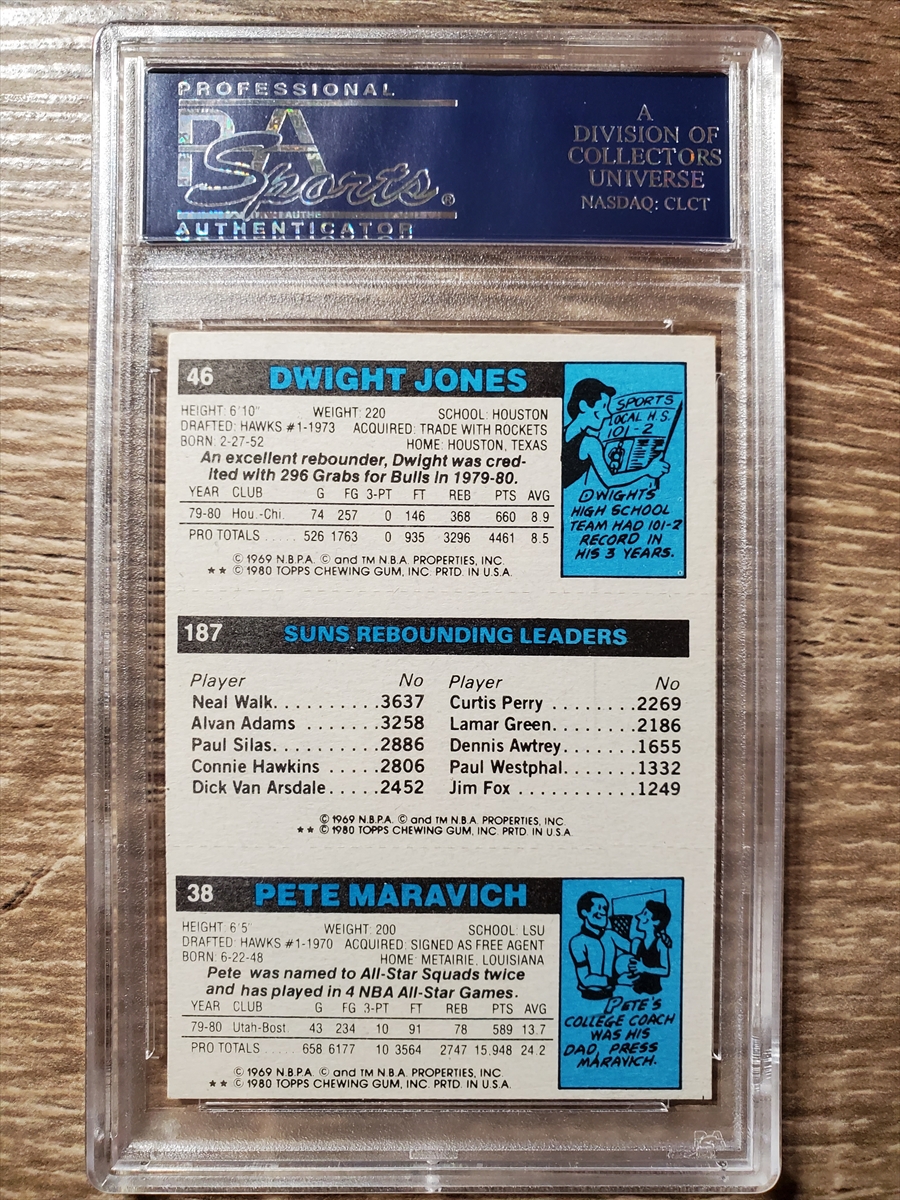 PROFESSIONAL
PSA
Sports®
AUTHENTICATOR
A
DIVISION OF
COLLECTORS
UNIVERSE
NASDAQ: CLCT
46 DWIGHT JONES
HEIGHT: 6'10" WEIGHT: 220 SCHOOL: HOUSTON
DRAFTED: HAWKS #1-1973 ACQUIRED: TRADE WITH ROCKETS
BORN: 2-27-52 HOME: HOUSTON, TEXAS
An excellent rebounder, Dwight was cred-
ited with 296 Grabs for Bulls in 1979-80.
YEAR CLUB G FG 3-PT FT REB PTS AVG
79-80 Hou.-Chi. 74 257 0 146 368 660 8.9
PRO TOTALS ..... 526 1763 0 935 3296 4461 8.5
© 1969 N.B.P.A. © and TM N.B.A. PROPERTIES, INC.
★★ © 1980 TOPPS CHEWING GUM, INC. PRTD. IN U.S.A.
SPORTS
LOCAL H.S.
101-2
DWIGHT'S
HIGH SCHOOL
TEAM HAD 101-2
RECORD IN
HIS 3 YEARS.
187 SUNS REBOUNDING LEADERS
Player No Player No
Neal Walk..........3637 Curtis Perry .........2269
Alvan Adams .......3258 Lamar Green.........2186
Paul Silas..........2886 Dennis Awtrey.......1655
Connie Hawkins .....2806 Paul Westphal.......1332
Dick Van Arsdale.....2452 Jim Fox ............1249
© 1969 N.B.P.A. © and TM N.B.A. PROPERTIES, INC.
★★ © 1980 TOPPS CHEWING GUM, INC. PRTD. IN U.S.A.
38 PETE MARAVICH
HEIGHT: 6'5" WEIGHT: 200 SCHOOL: LSU
DRAFTED: HAWKS #1-1970 ACQUIRED: SIGNED AS FREE AGENT
BORN: 6-22-48 HOME: METAIRIE, LOUISIANA
Pete was named to All-Star Squads twice
and has played in 4 NBA All-Star Games.
YEAR CLUB G FG 3-PT FT REB PTS AVG
79-80 Utah-Bost. 43 234 10 91 78 589 13.7
PRO TOTALS ..... 658 6177 10 3564 2747 15,948 24.2
© 1969 N.B.P.A. © and TM N.B.A. PROPERTIES, INC.
★★ © 1980 TOPPS CHEWING GUM, INC. PRTD. IN U.S.A.
PETE'S
COLLEGE COACH
WAS HIS
DAD, PRESS
MARAVICH.